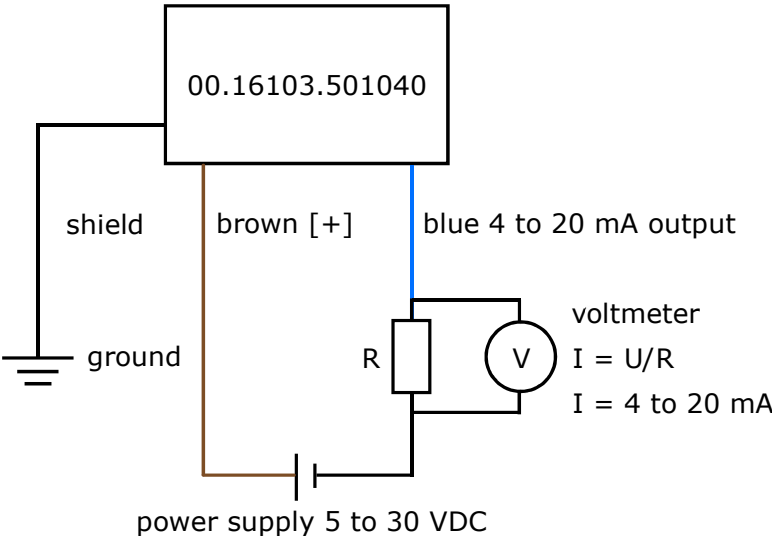 00.16103.501040
shield
brown [+]
blue 4 to 20 mA output
voltmeter
ground
R
V
I = U/R
I = 4 to 20 mA
power supply 5 to 30 VDC